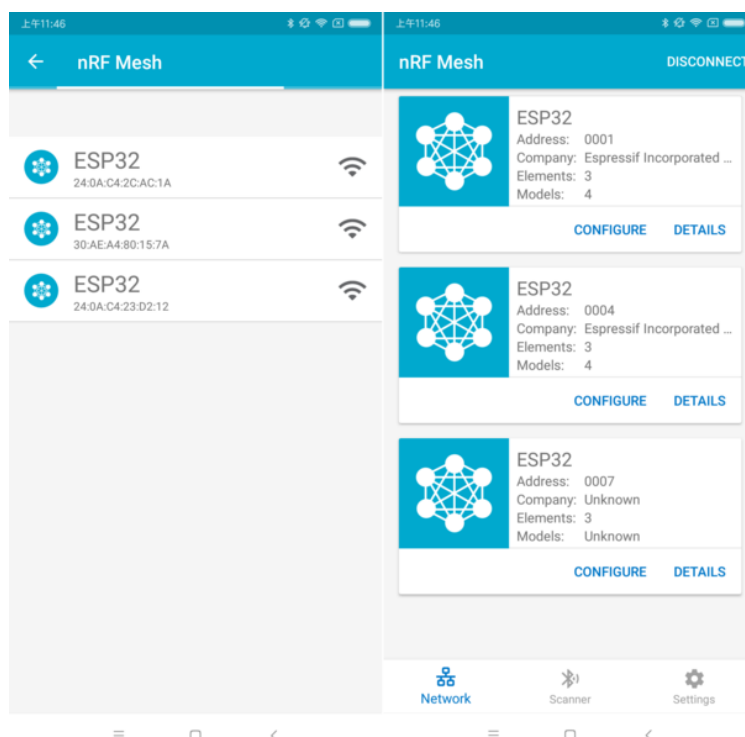 上午11:46
nRF Mesh
ESP32
24:0A:C4:2C:AC:1A
ESP32
30:AE:A4:80:15:7A
ESP32
24:0A:C4:23:D2:12
上午11:46
nRF Mesh
DISCONNECT
ESP32
Address: 0001
Company: Espressif Incorporated ...
Elements: 3
Models: 4
CONFIGURE DETAILS
ESP32
Address: 0004
Company: Espressif Incorporated ...
Elements: 3
Models: 4
CONFIGURE DETAILS
ESP32
Address: 0007
Company: Unknown
Elements: 3
Models: Unknown
CONFIGURE DETAILS
Network Scanner Settings